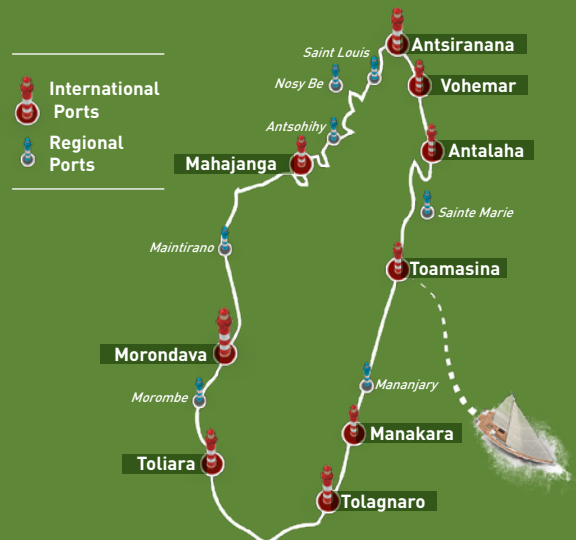 Saint Louis
Antsiranana
International
Ports
Nosy Be
Vohemar
Antsohihy
Regional
Ports
Mahajanga
Antalaha
Sainte Marie
Maintirano
Toamasina
Morondava
Mananjary
Morombe
Manakara
Toliara
Tolagnaro